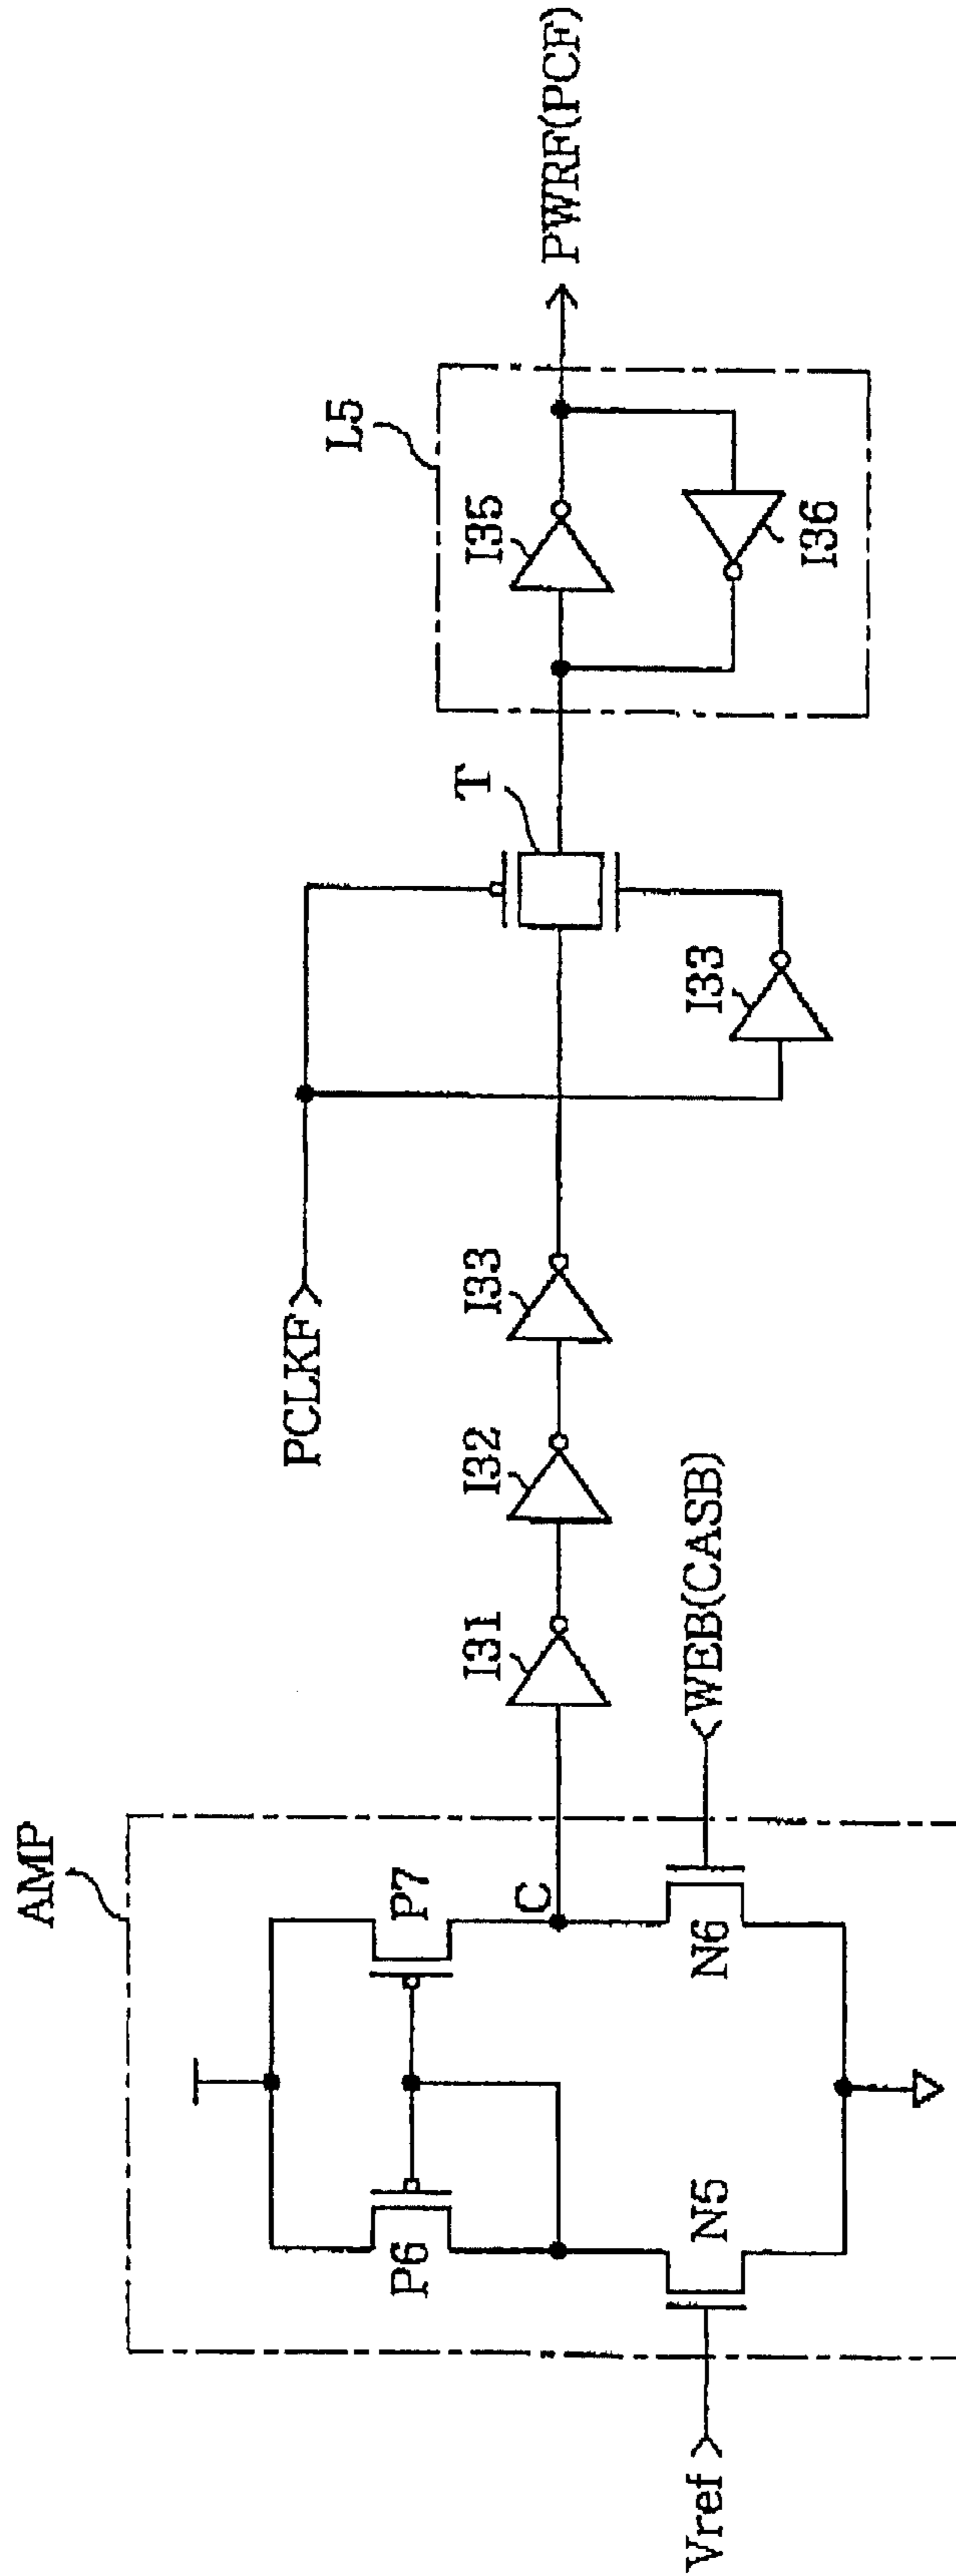 AMP
P6
P7
C
N5
N6
Vref
WEB(CASB)
I31
I32
I33
PCLKF
I33
T
L5
I35
I36
PWRF(PCF)